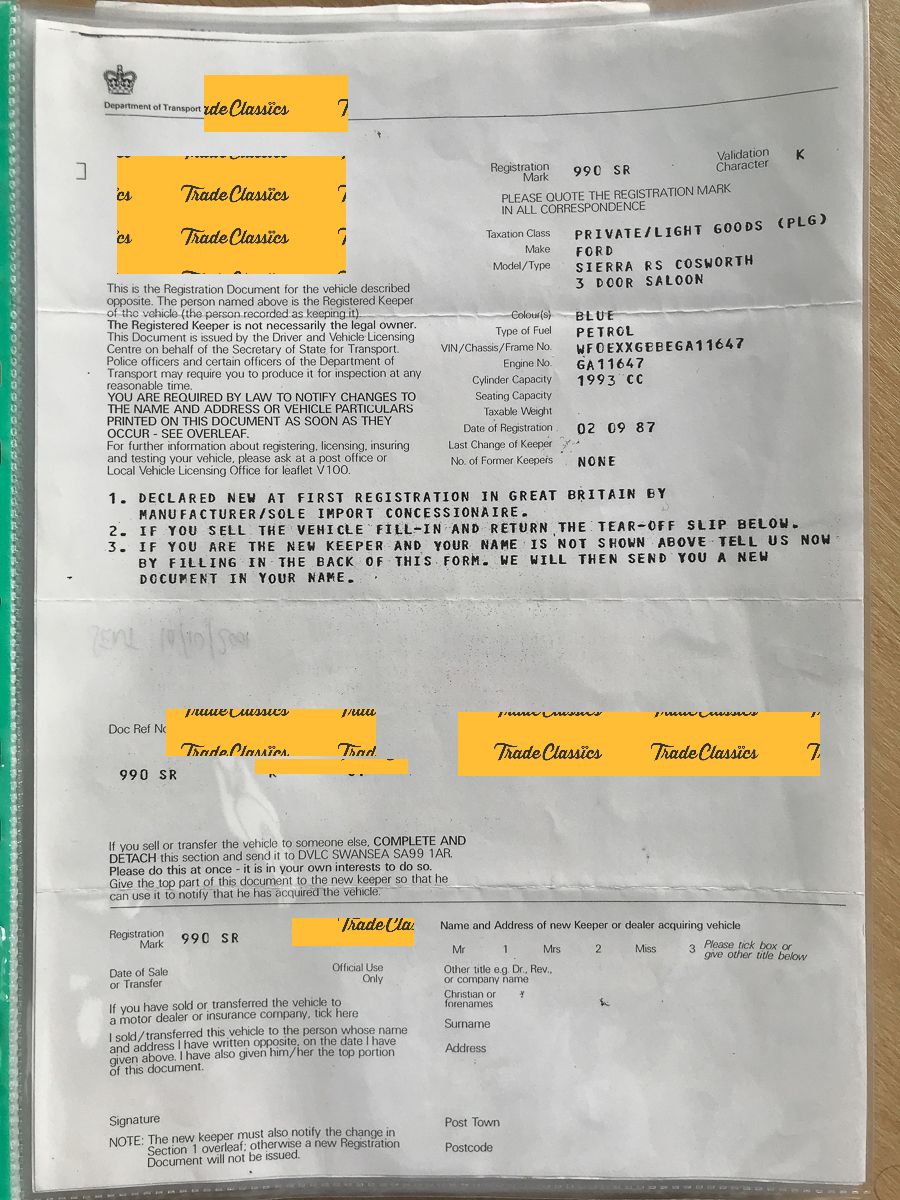 Department of Transport
Trade Classics
Registration Mark 990 SR
Validation Character K
PLEASE QUOTE THE REGISTRATION MARK
IN ALL CORRESPONDENCE
Trade Classics
Trade Classics
Taxation Class PRIVATE/LIGHT GOODS (PLG)
Make FORD
Model/Type SIERRA RS COSWORTH
3 DOOR SALOON
This is the Registration Document for the vehicle described
opposite. The person named above is the Registered Keeper
of the vehicle (the person recorded as keeping it).
The Registered Keeper is not necessarily the legal owner.
This Document is issued by the Driver and Vehicle Licensing
Centre on behalf of the Secretary of State for Transport.
Police officers and certain officers of the Department of
Transport may require you to produce it for inspection at any
reasonable time.
YOU ARE REQUIRED BY LAW TO NOTIFY CHANGES TO
THE NAME AND ADDRESS OR VEHICLE PARTICULARS
PRINTED ON THIS DOCUMENT AS SOON AS THEY
OCCUR - SEE OVERLEAF.
For further information about registering, licensing, insuring
and testing your vehicle, please ask at a post office or
Local Vehicle Licensing Office for leaflet V100.
Colour(s) BLUE
Type of Fuel PETROL
VIN/Chassis/Frame No. WF0EXXGBBEGA11647
Engine No. GA11647
Cylinder Capacity 1993 CC
Seating Capacity
Taxable Weight
Date of Registration 02 09 87
Last Change of Keeper
No. of Former Keepers NONE
1. DECLARED NEW AT FIRST REGISTRATION IN GREAT BRITAIN BY
MANUFACTURER/SOLE IMPORT CONCESSIONAIRE.
2. IF YOU SELL THE VEHICLE FILL-IN AND RETURN THE TEAR-OFF SLIP BELOW.
3. IF YOU ARE THE NEW KEEPER AND YOUR NAME IS NOT SHOWN ABOVE TELL US NOW
BY FILLING IN THE BACK OF THIS FORM. WE WILL THEN SEND YOU A NEW
DOCUMENT IN YOUR NAME.
Doc Ref No
Trade Classics Trad
Trade Classics Trade Classics
990 SR
If you sell or transfer the vehicle to someone else, COMPLETE AND
DETACH this section and send it to DVLC SWANSEA SA99 1AR.
Please do this at once - it is in your own interests to do so.
Give the top part of this document to the new keeper so that he
can use it to notify that he has acquired the vehicle.
Registration
Mark 990 SR
Trade Cla
Date of Sale
or Transfer
Official Use
Only
If you have sold or transferred the vehicle to
a motor dealer or insurance company, tick here
I sold/transferred this vehicle to the person whose name
and address I have written opposite, on the date I have
given above. I have also given him/her the top portion
of this document.
Signature
NOTE: The new keeper must also notify the change in
Section 1 overleaf; otherwise a new Registration
Document will not be issued.
Name and Address of new Keeper or dealer acquiring vehicle
Mr 1 Mrs 2 Miss 3 Please tick box or
give other title below
Other title e.g. Dr., Rev.,
or company name
Christian or
forenames
Surname
Address
Post Town
Postcode